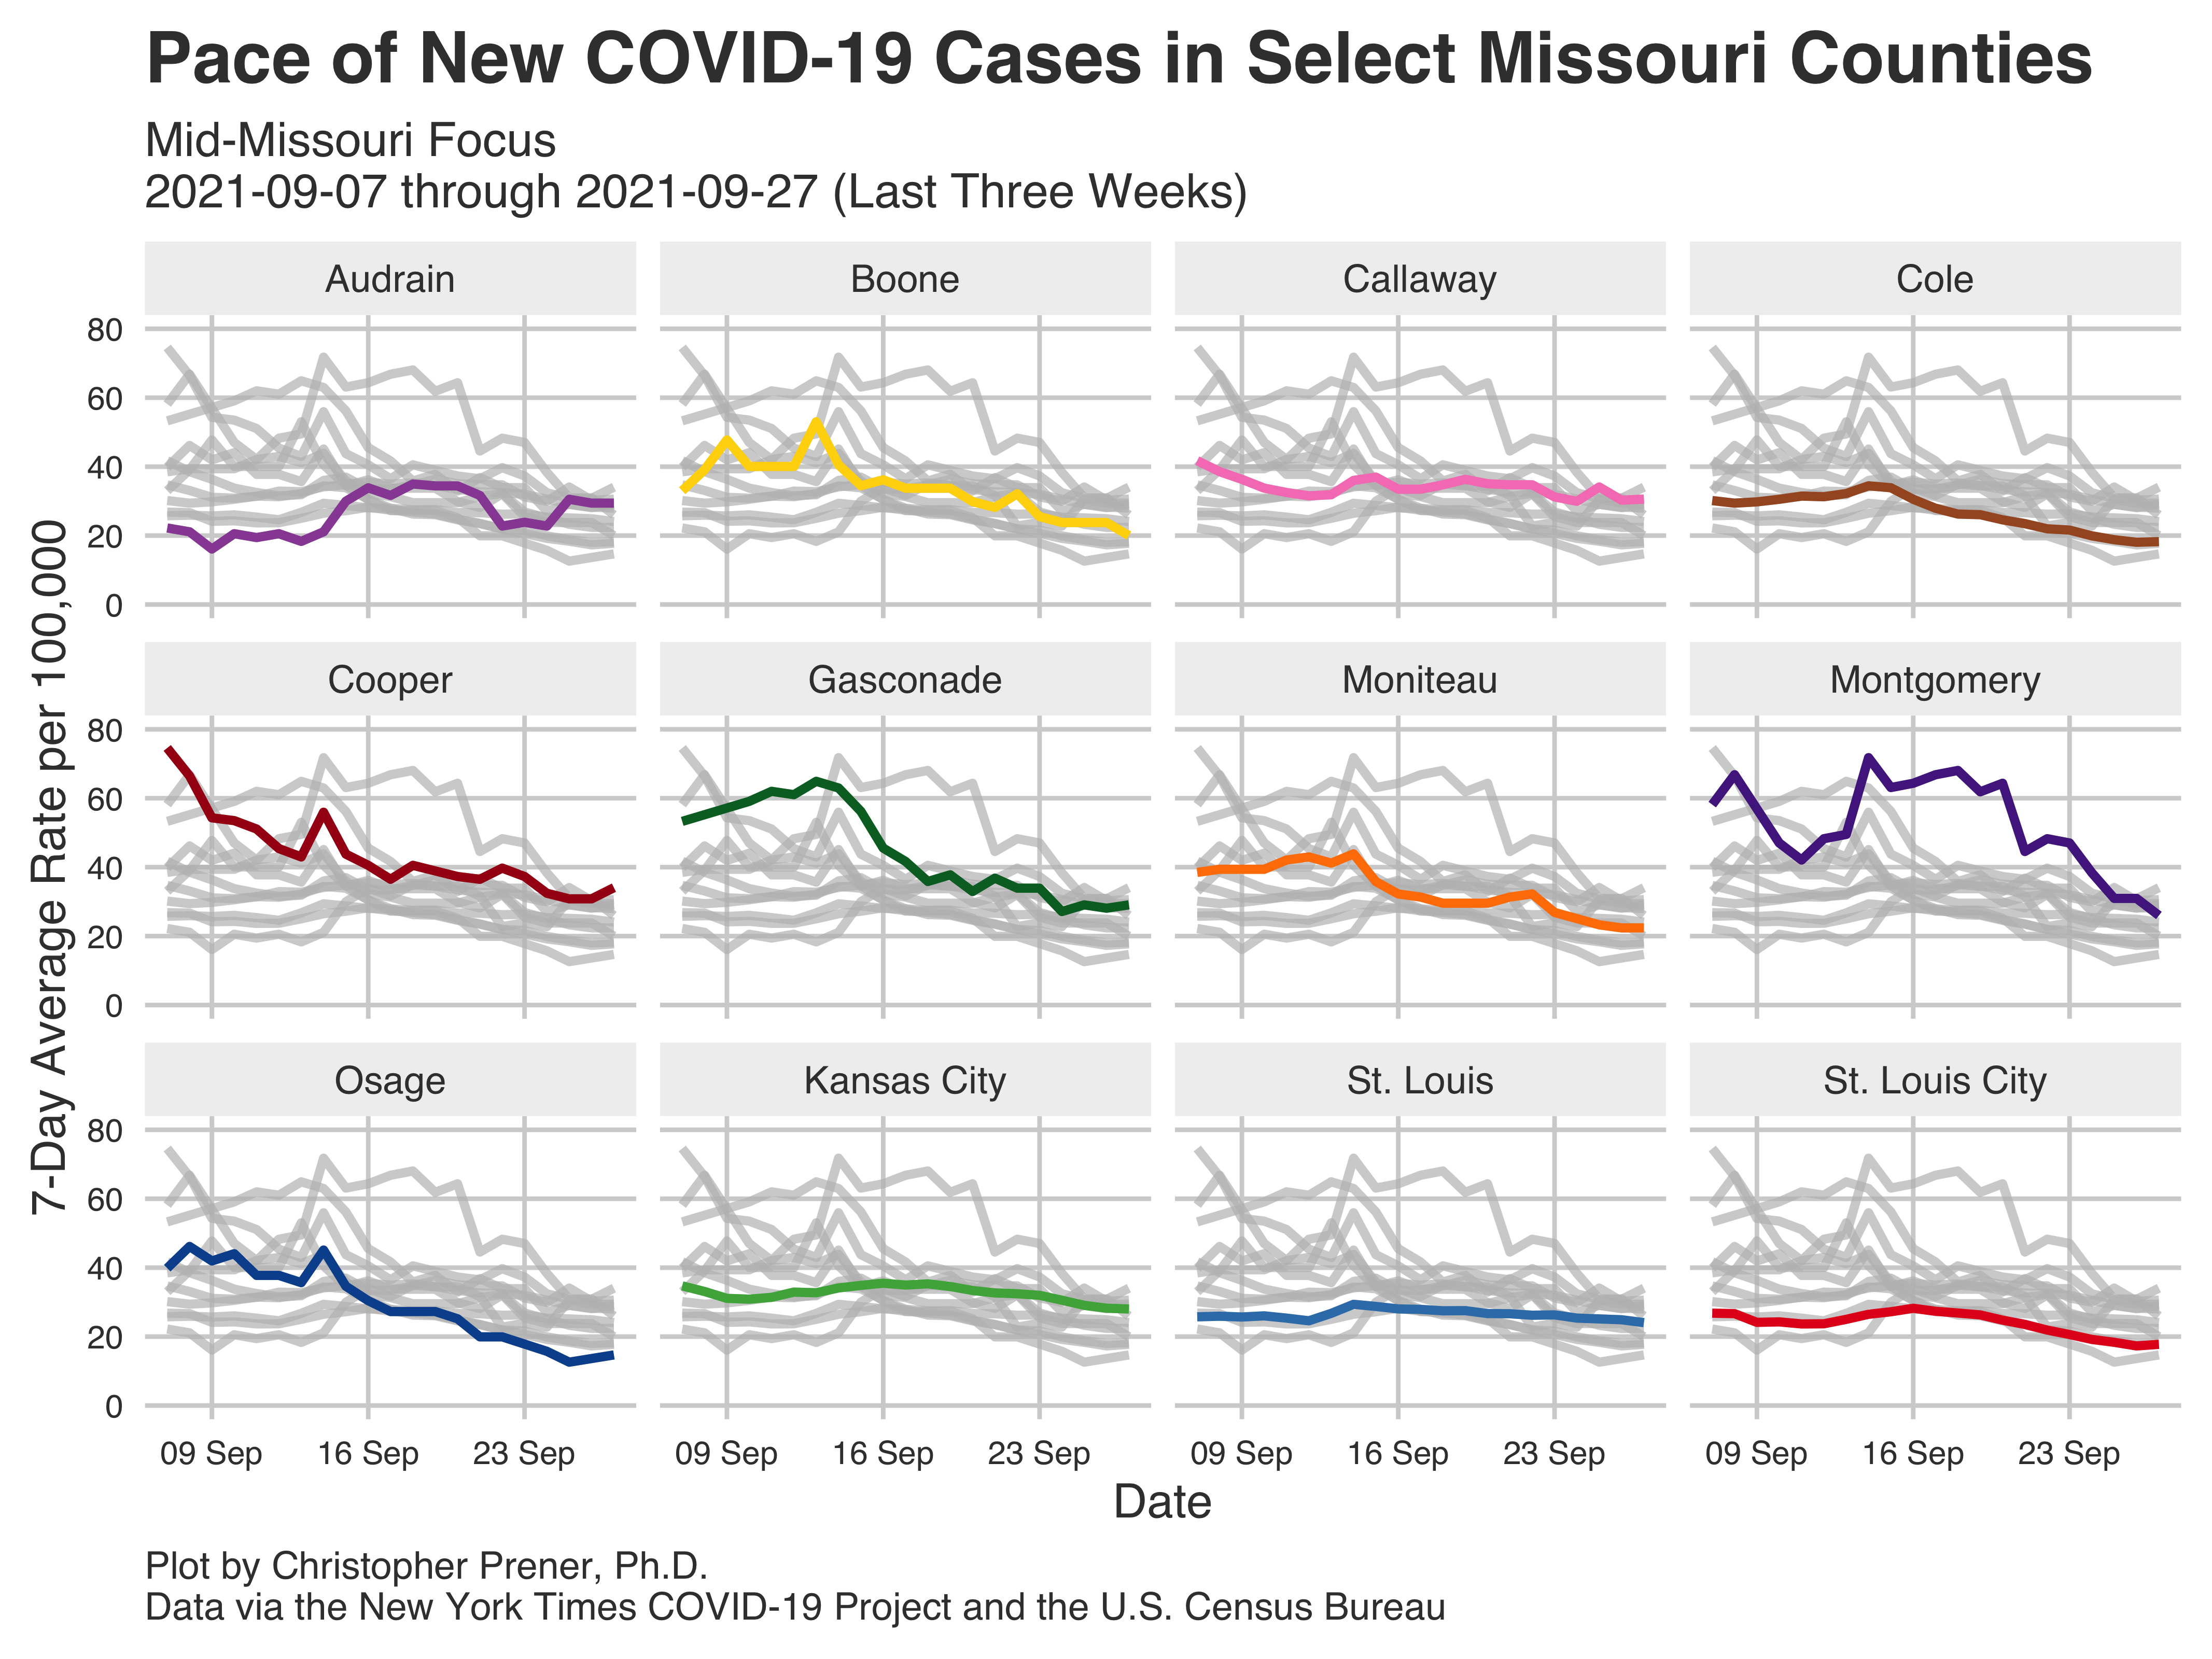 Pace of New COVID-19 Cases in Select Missouri Counties
Mid-Missouri Focus
2021-09-07 through 2021-09-27 (Last Three Weeks)
7-Day Average Rate per 100,000
Audrain
Boone
Callaway
Cole
80
60
40
20
0
Cooper
Gasconade
Moniteau
Montgomery
80
60
40
20
0
Osage
Kansas City
St. Louis
St. Louis City
80
60
40
20
0
09 Sep 16 Sep 23 Sep
09 Sep 16 Sep 23 Sep
09 Sep 16 Sep 23 Sep
09 Sep 16 Sep 23 Sep
Date
Plot by Christopher Prener, Ph.D.
Data via the New York Times COVID-19 Project and the U.S. Census Bureau